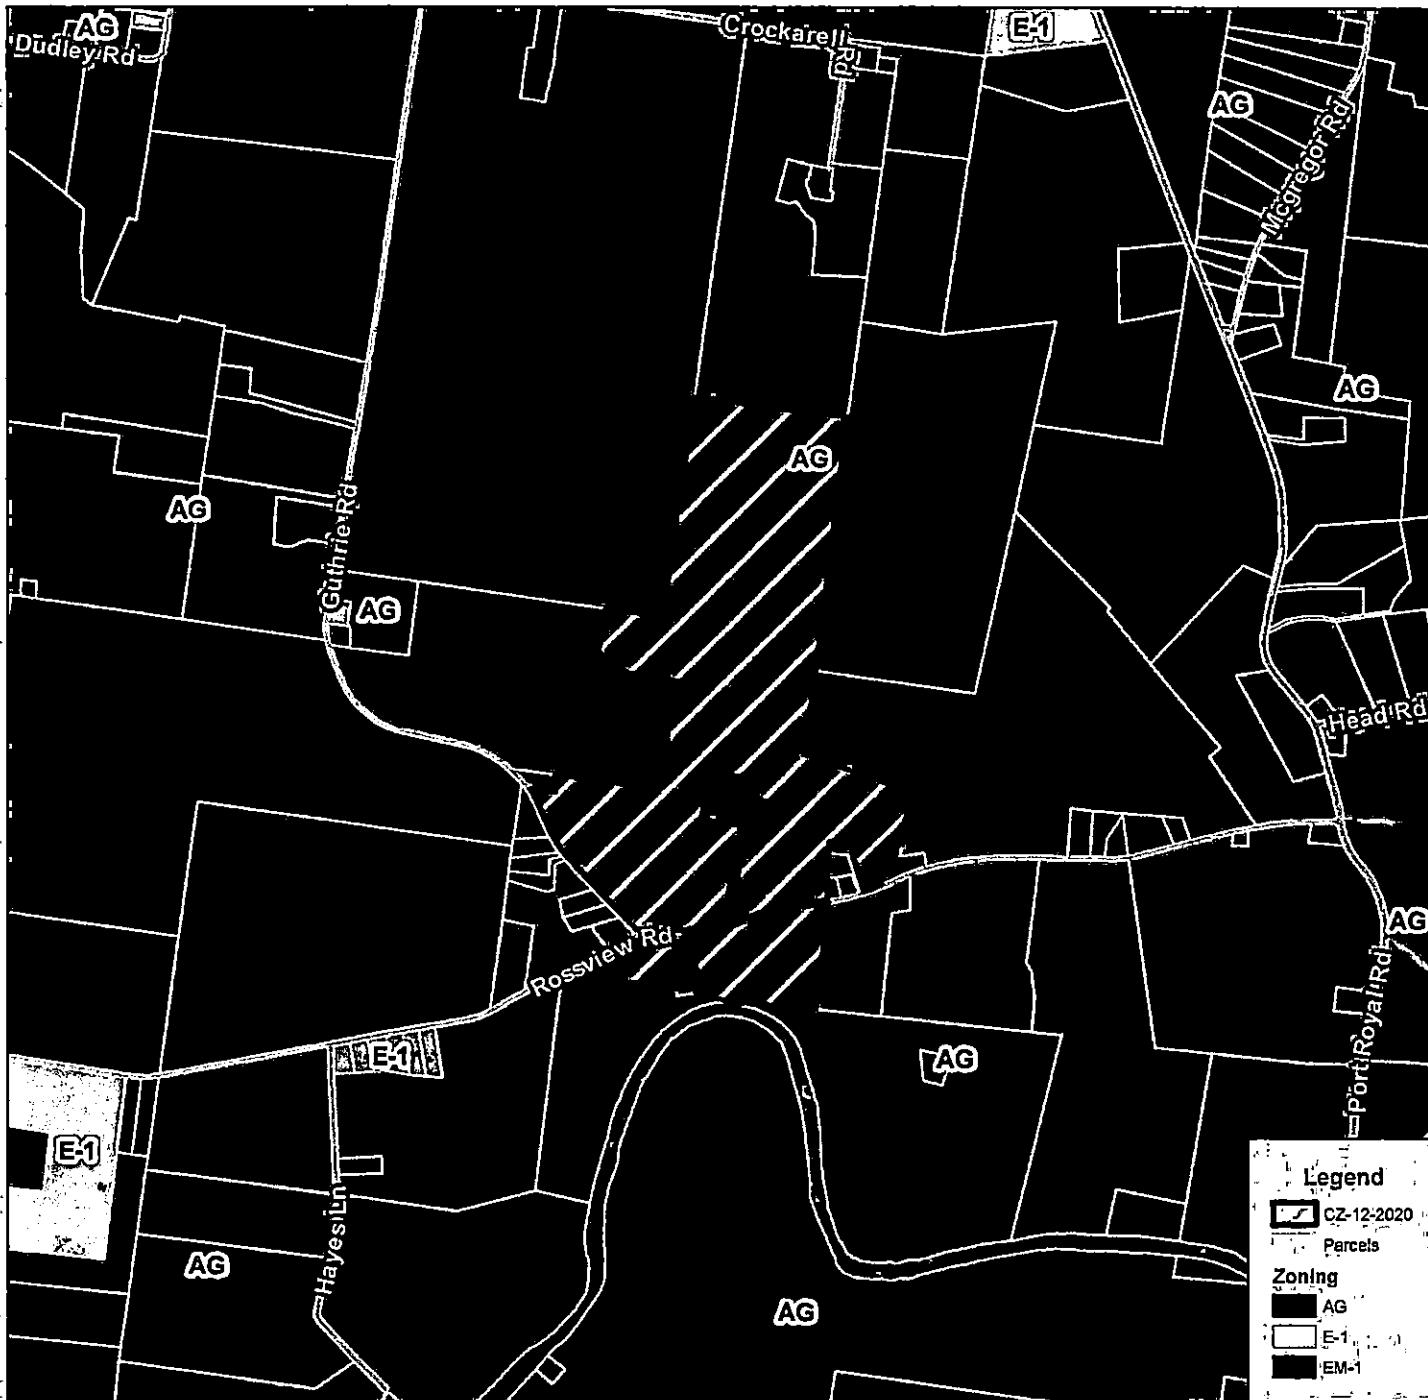 AG
Dudley Rd
Crockarell Rd
E-1
AG
Mcgregor Rd
AG
AG
AG
Guthrie Rd
AG
Head Rd
AG
Rossview Rd
Port Royal Rd
E-1
AG
E-1
Hayes Ln
AG
AG
Legend
CZ-12-2020
Parcels
Zoning
AG
E-1
EM-1